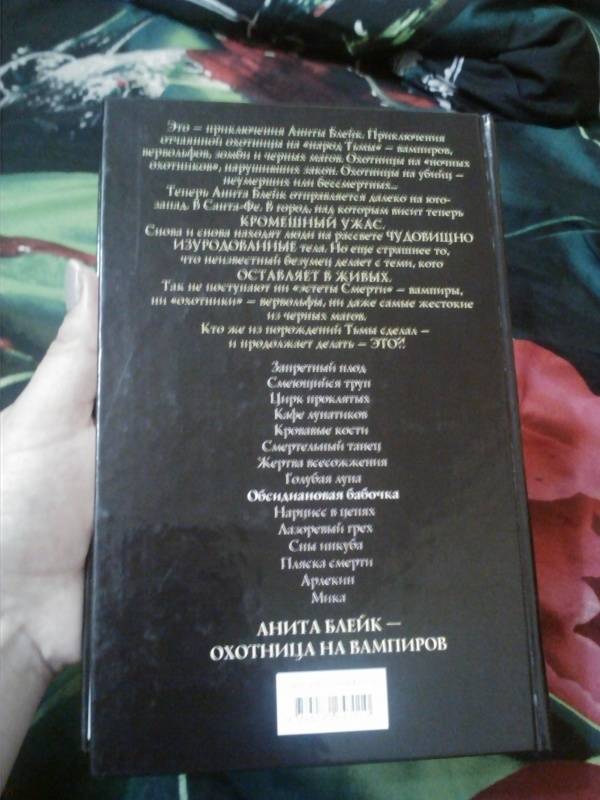 Это — приключения Аниты Блейк. Приключения
отчаянной охотницы на «народ Тьмы» — вампиров,
вервольфов, зомби и черных магов. Охотницы на «ночных
охотников», нарушивших закон. Охотницы на убийц —
неумерших или бессмертных...
Теперь Анита Блейк отправляется далеко на юго-
запад. В Санта-Фе. В город, над которым висит теперь
КРОМЕШНЫЙ УЖАС.
Снова и снова находят люди на рассвете ЧУДОВИЩНО
ИЗУРОДОВАННЫЕ тела. Но еще страшнее то,
что неизвестный безумец делает с теми, кого
ОСТАВЛЯЕТ В ЖИВЫХ.
Так не поступают ни «эстеты Смерти» — вампиры,
ни «охотники» — вервольфы, ни даже самые жестокие
из черных магов.
Кто же из порождений Тьмы сделал —
и продолжает делать — ЭТО?!
Запретный плод
Смеющийся труп
Цирк проклятых
Кафе лунатиков
Кровавые кости
Смертельный танец
Жертва всесожжения
Голубая луна
Обсидиановая бабочка
Нарцисс в цепях
Лазоревый грех
Сны инкуба
Пляска смерти
Арлекин
Мика
АНИТА БЛЕЙК —
ОХОТНИЦА НА ВАМПИРОВ